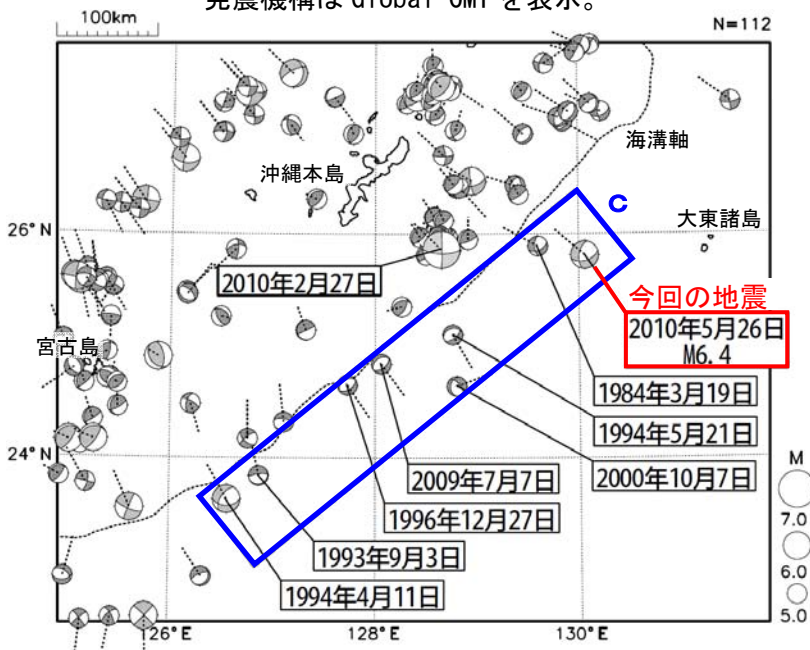 発震機構は Global CMT を表示。
100km
N=112
海溝軸
沖縄本島
C
大東諸島
26°N
2010年2月27日
今回の地震
2010年5月26日
M6.4
宮古島
1984年3月19日
1994年5月21日
24°N
2009年7月7日
2000年10月7日
M
1996年12月27日
7.0
1993年9月3日
6.0
1994年4月11日
5.0
126°E
128°E
130°E